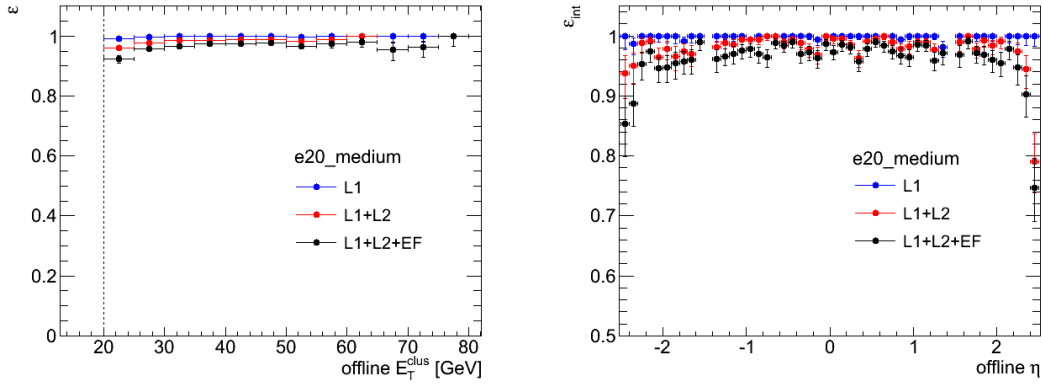 ε
1
0.8
0.6
0.4
0.2
0
e20_medium
L1
L1+L2
L1+L2+EF
20 30 40 50 60 70 80
offline E_T^clus [GeV]
ε_int
1
0.9
0.8
0.7
0.6
0.5
e20_medium
L1
L1+L2
L1+L2+EF
-2 -1 0 1 2
offline η